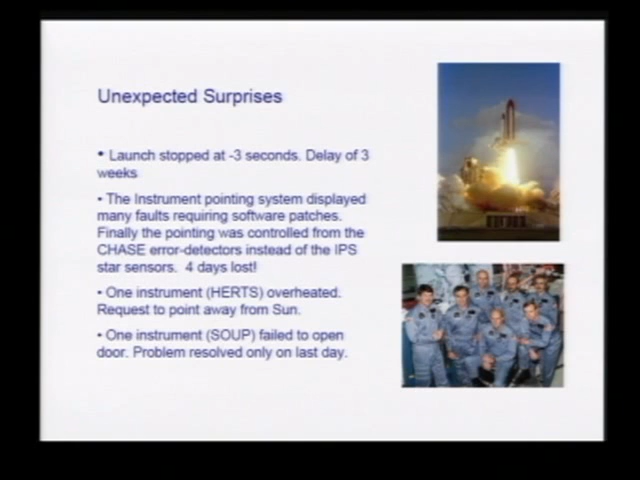 Unexpected Surprises
• Launch stopped at -3 seconds. Delay of 3
weeks
• The Instrument pointing system displayed
many faults requiring software patches.
Finally the pointing was controlled from the
CHASE error-detectors instead of the IPS
star sensors. 4 days lost!
• One instrument (HERTS) overheated.
Request to point away from Sun.
• One instrument (SOUP) failed to open
door. Problem resolved only on last day.